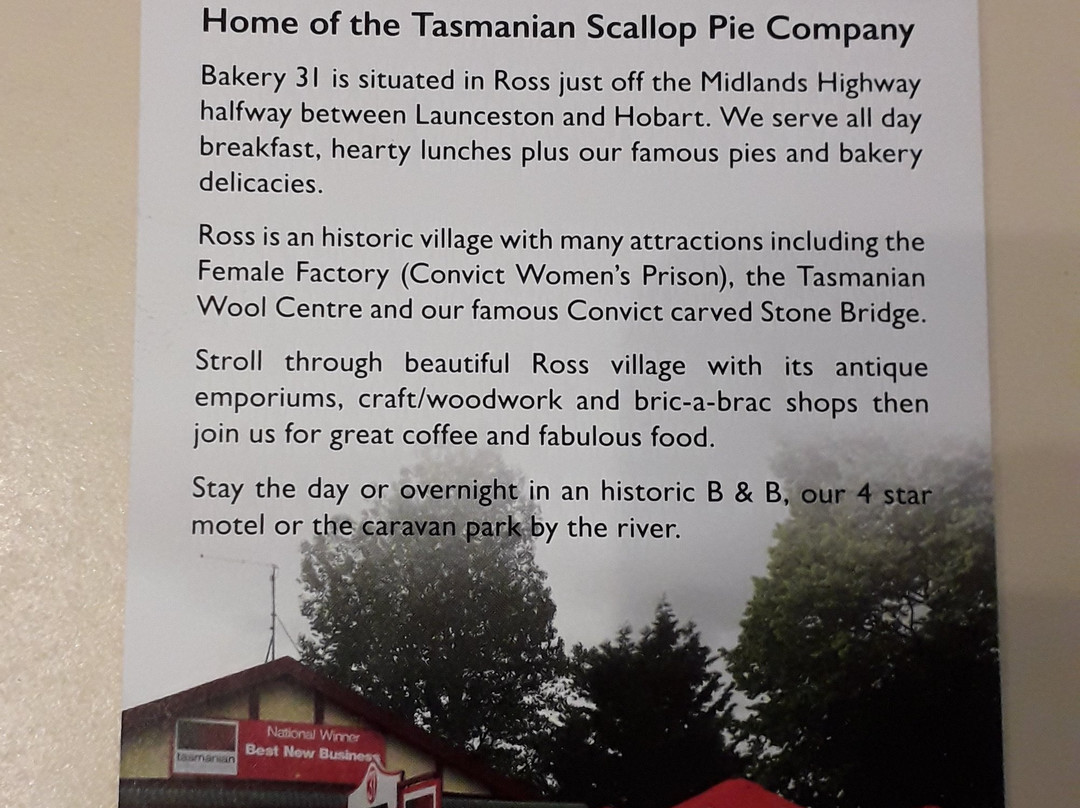 Home of the Tasmanian Scallop Pie Company
Bakery 31 is situated in Ross just off the Midlands Highway
halfway between Launceston and Hobart. We serve all day
breakfast, hearty lunches plus our famous pies and bakery
delicacies.
Ross is an historic village with many attractions including the
Female Factory (Convict Women's Prison), the Tasmanian
Wool Centre and our famous Convict carved Stone Bridge.
Stroll through beautiful Ross village with its antique
emporiums, craft/woodwork and bric-a-brac shops then
join us for great coffee and fabulous food.
Stay the day or overnight in an historic B & B, our 4 star
motel or the caravan park by the river.
National Winner
Best New Business
tasmanian